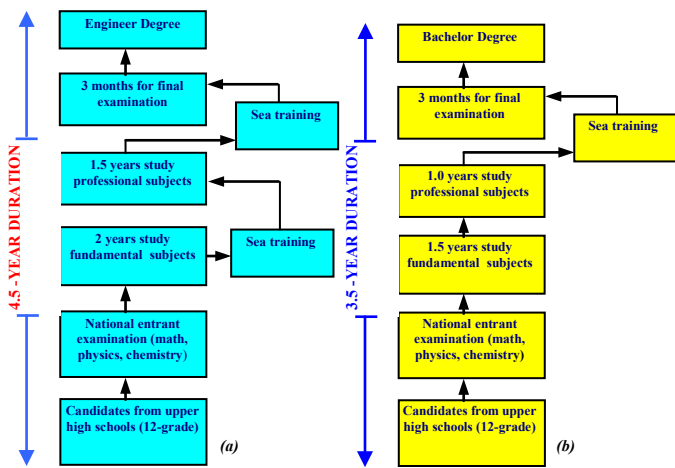 Engineer Degree
3 months for final
examination
Sea training
1.5 years study
professional subjects
2 years study
fundamental subjects
Sea training
National entrant
examination (math,
physics, chemistry)
Candidates from upper
high schools (12-grade)
4.5 -YEAR DURATION
(a)
Bachelor Degree
3 months for final
examination
Sea training
1.0 years study
professional subjects
1.5 years study
fundamental subjects
National entrant
examination (math,
physics, chemistry)
Candidates from upper
high schools (12-grade)
3.5 -YEAR DURATION
(b)